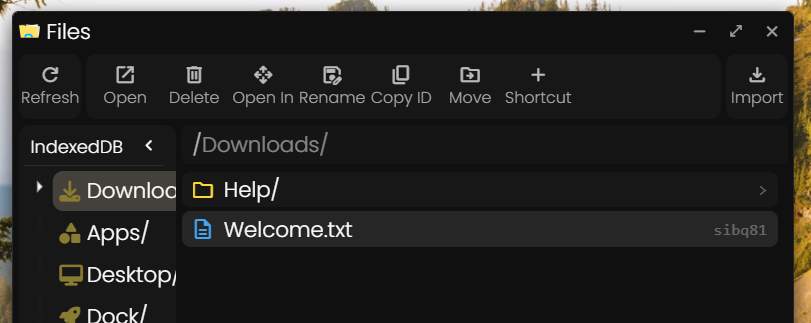 Files
Refresh Open Delete Open In Rename Copy ID Move Shortcut Import
IndexedDB
/Downloads/
Downloa
Help/
Welcome.txt sibq81
Apps/
Desktop/
Dock/